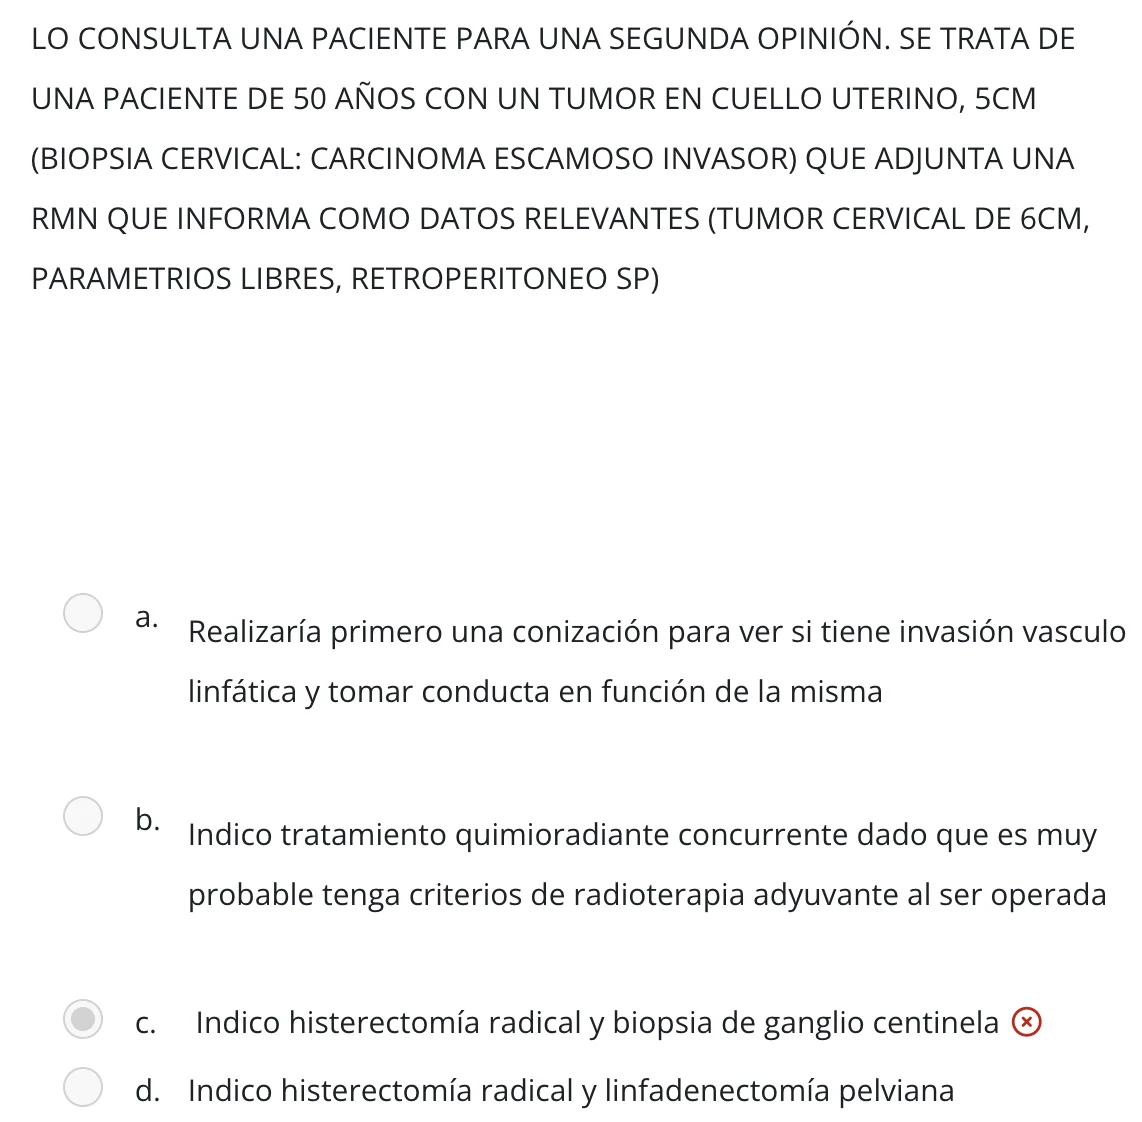 LO CONSULTA UNA PACIENTE PARA UNA SEGUNDA OPINIÓN. SE TRATA DE
UNA PACIENTE DE 50 AÑOS CON UN TUMOR EN CUELLO UTERINO, 5CM
(BIOPSIA CERVICAL: CARCINOMA ESCAMOSO INVASOR) QUE ADJUNTA UNA
RMN QUE INFORMA COMO DATOS RELEVANTES (TUMOR CERVICAL DE 6CM,
PARAMETRIOS LIBRES, RETROPERITONEO SP)
a. Realizaría primero una conización para ver si tiene invasión vasculo
linfática y tomar conducta en función de la misma
b. Indico tratamiento quimioradiante concurrente dado que es muy
probable tenga criterios de radioterapia adyuvante al ser operada
c. Indico histerectomía radical y biopsia de ganglio centinela
d. Indico histerectomía radical y linfadenectomía pelviana